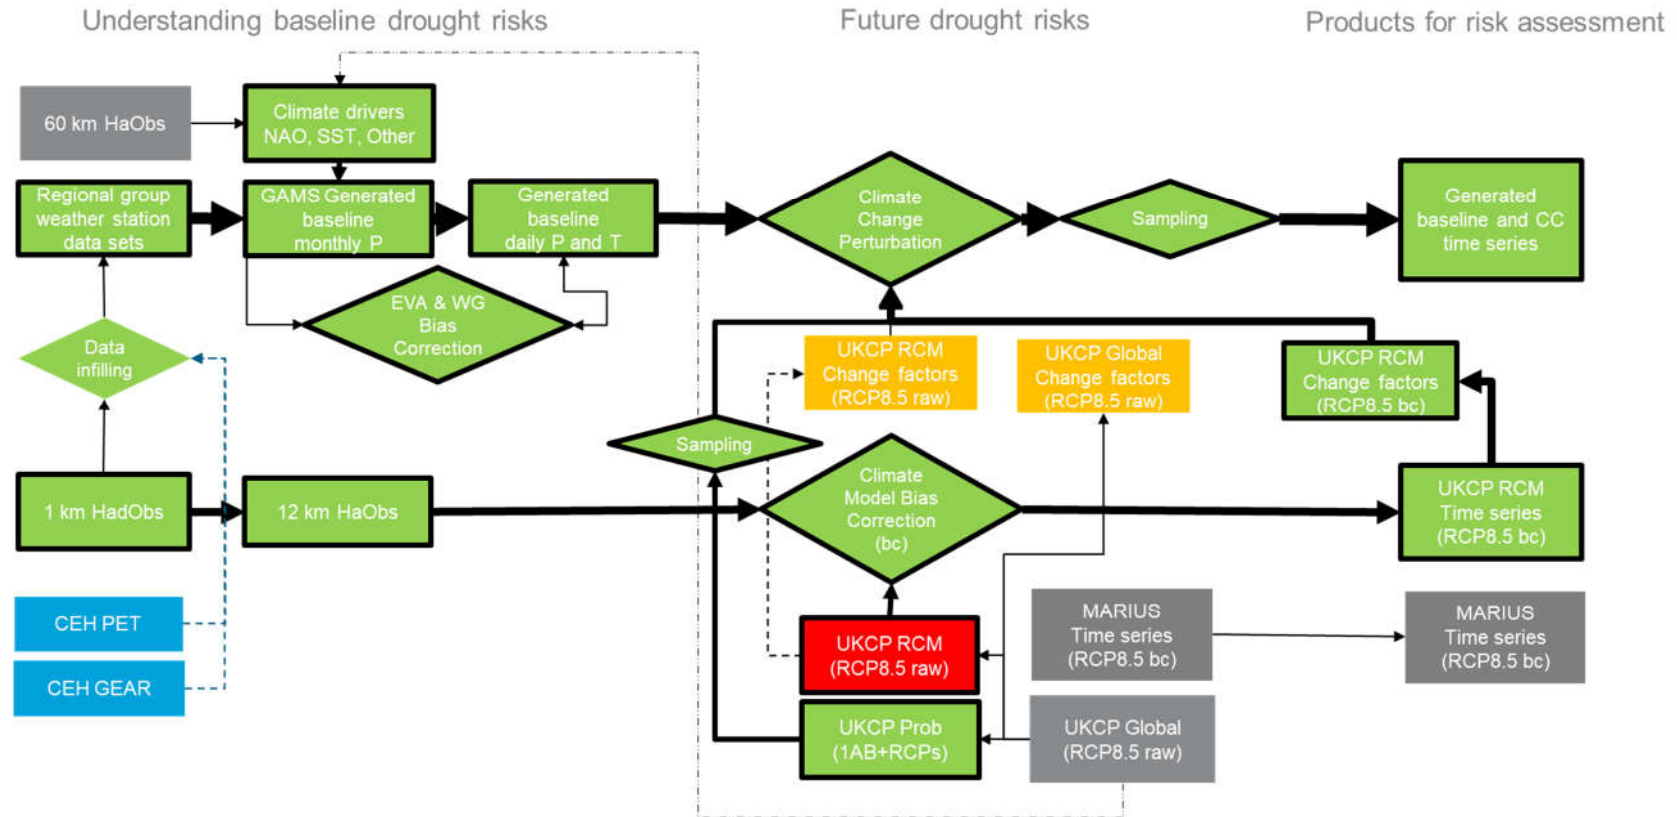 Understanding baseline drought risks
Future drought risks
Products for risk assessment
60 km HaObs
Climate drivers
NAO, SST, Other
Regional group
weather station
data sets
GAMS Generated
baseline
monthly P
Generated
baseline
daily P and T
Climate
Change
Perturbation
Sampling
Generated
baseline and CC
time series
EVA & WG
Bias
Correction
Data
infilling
UKCP RCM
Change factors
(RCP8.5 raw)
UKCP Global
Change factors
(RCP8.5 raw)
UKCP RCM
Change factors
(RCP8.5 bc)
Sampling
1 km HadObs
12 km HaObs
Climate
Model Bias
Correction
(bc)
UKCP RCM
Time series
(RCP8.5 bc)
CEH PET
CEH GEAR
UKCP RCM
(RCP8.5 raw)
MARIUS
Time series
(RCP8.5 bc)
MARIUS
Time series
(RCP8.5 bc)
UKCP Prob
(1AB+RCPs)
UKCP Global
(RCP8.5 raw)